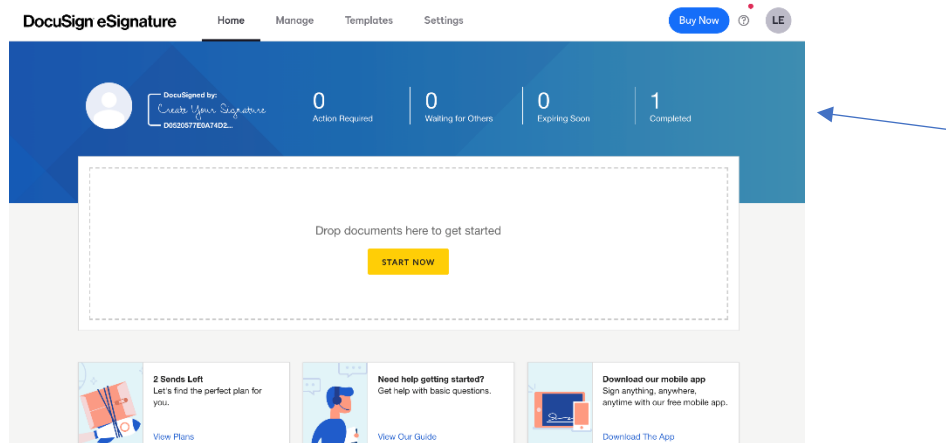 DocuSign eSignature Home Manage Templates Settings Buy Now ? LE
DocuSigned by:
Create Your Signature
D0520577E0A74D2...
0 0 0 1
Action Required Waiting for Others Expiring Soon Completed
Drop documents here to get started
START NOW
2 Sends Left
Let's find the perfect plan for
you.
View Plans
Need help getting started?
Get help with basic questions.
View Our Guide
Download our mobile app
Sign anything, anywhere,
anytime with our free mobile app.
Download The App